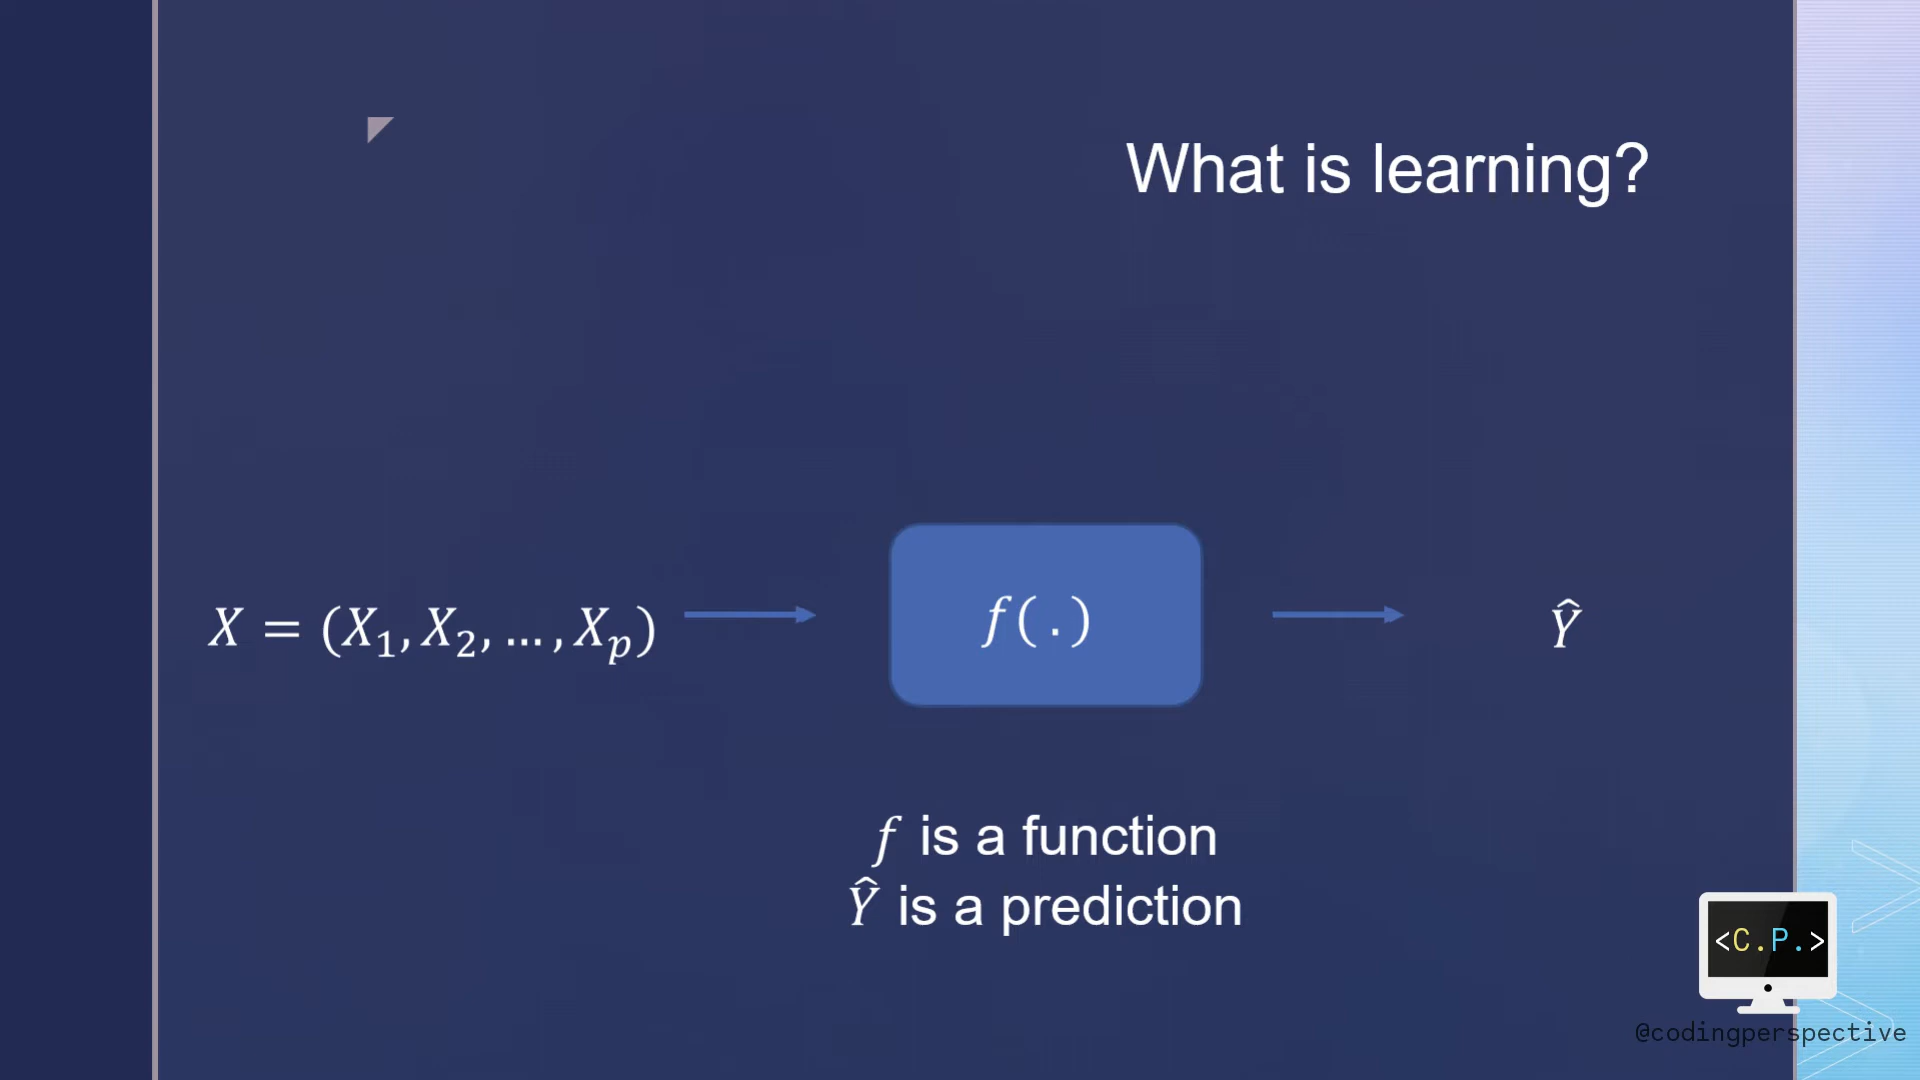 What is learning?
X = (X₁, X₂, … , Xₚ)
f(.)
Ŷ
f is a function
Ŷ is a prediction
<C.P.>
@codingperspective